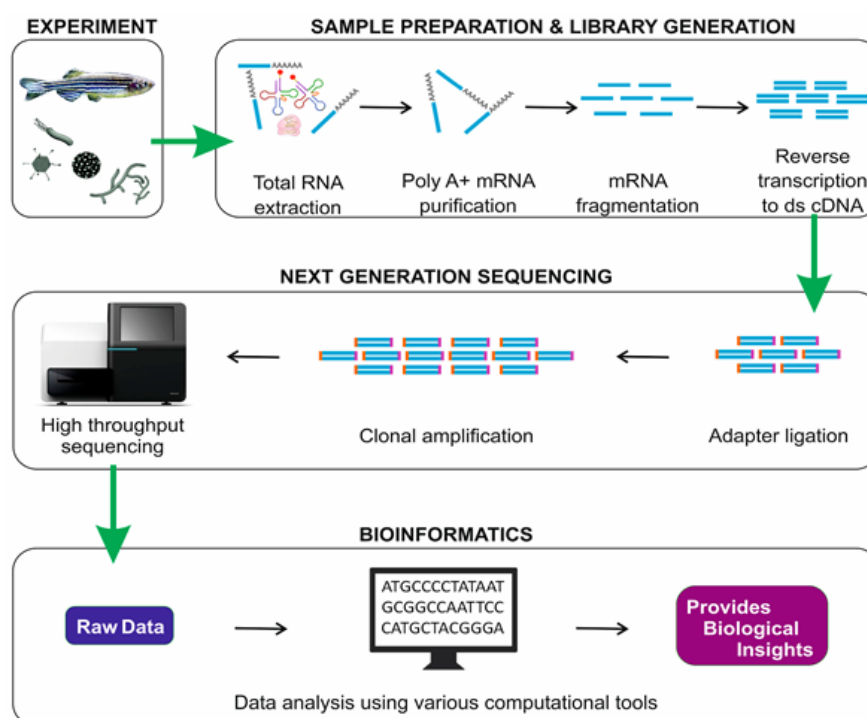 EXPERIMENT
SAMPLE PREPARATION & LIBRARY GENERATION
Total RNA
extraction
Poly A+ mRNA
purification
mRNA
fragmentation
Reverse
transcription
to ds cDNA
NEXT GENERATION SEQUENCING
High throughput
sequencing
Clonal amplification
Adapter ligation
BIOINFORMATICS
Raw Data
ATGCCCCTATAAT
GCGGCCAATTCC
CATGCTACGGGA
Provides
Biological
Insights
Data analysis using various computational tools